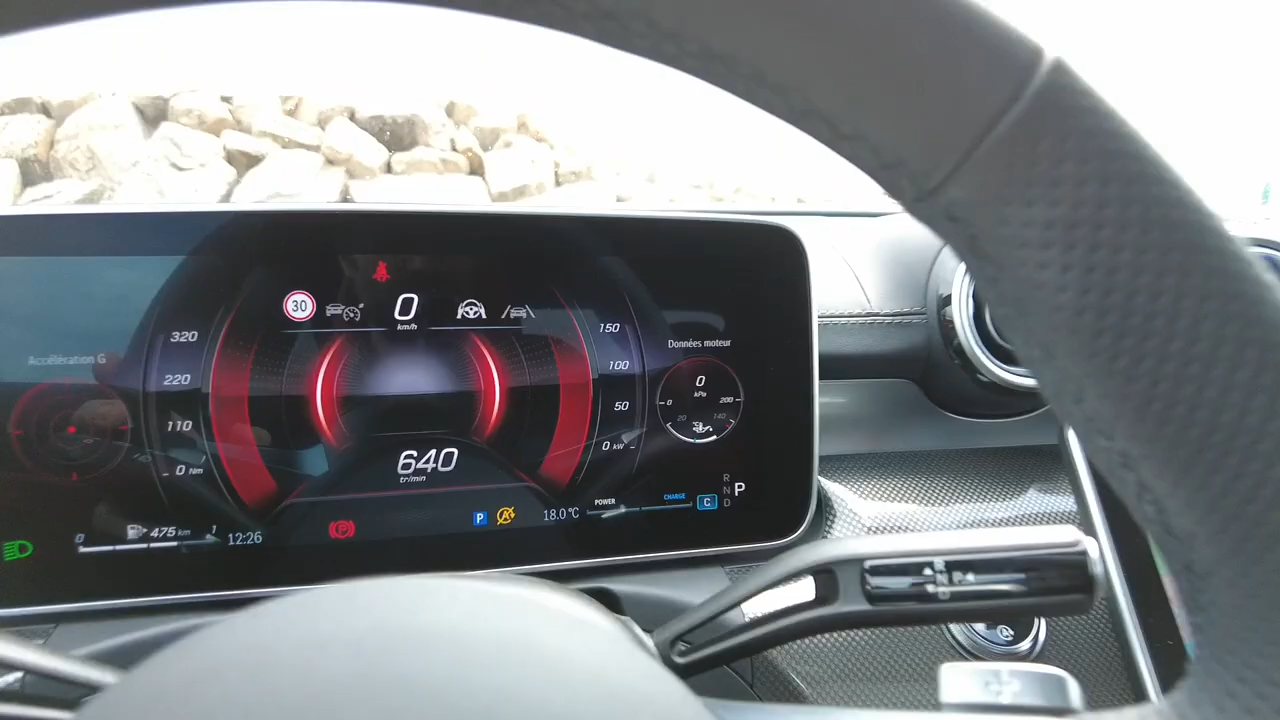 30
0
km/h
320
220
110
0 Nm
150
100
50
0 kW
Accélération G
Données moteur
0
kPa
0
200
20
140
640
tr/min
POWER
CHARGE
C
R
N
D
P
P
18.0 °C
0
475 km
1
12:26
R
N P
D